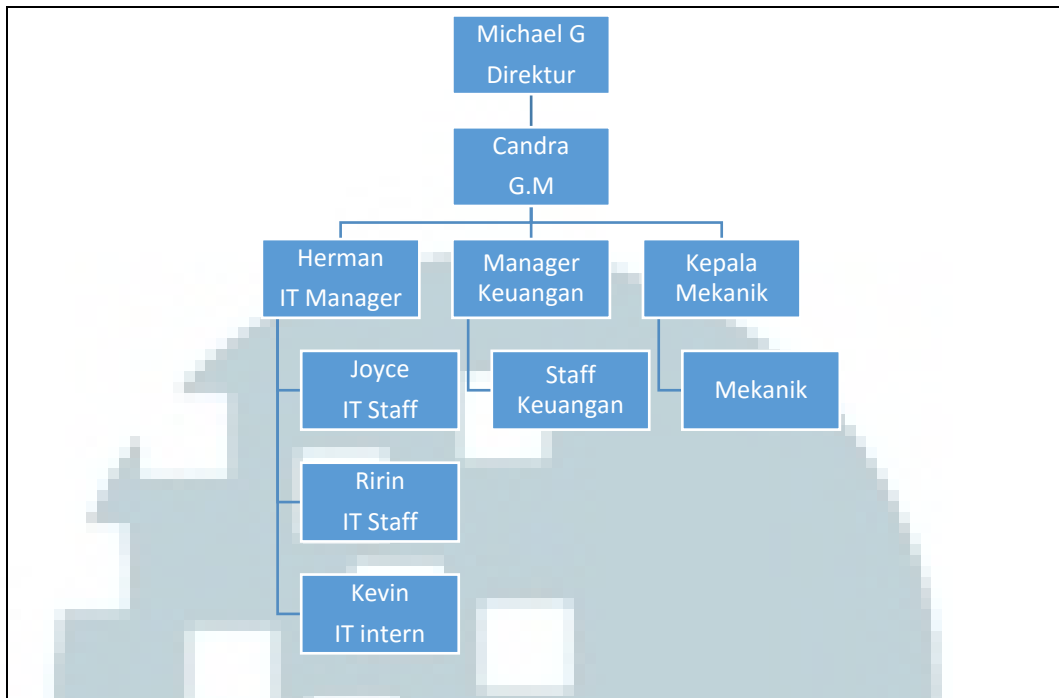 Michael G
Direktur
Candra
G.M
Herman
IT Manager
Manager
Keuangan
Kepala
Mekanik
Joyce
IT Staff
Staff
Keuangan
Mekanik
Ririn
IT Staff
Kevin
IT intern